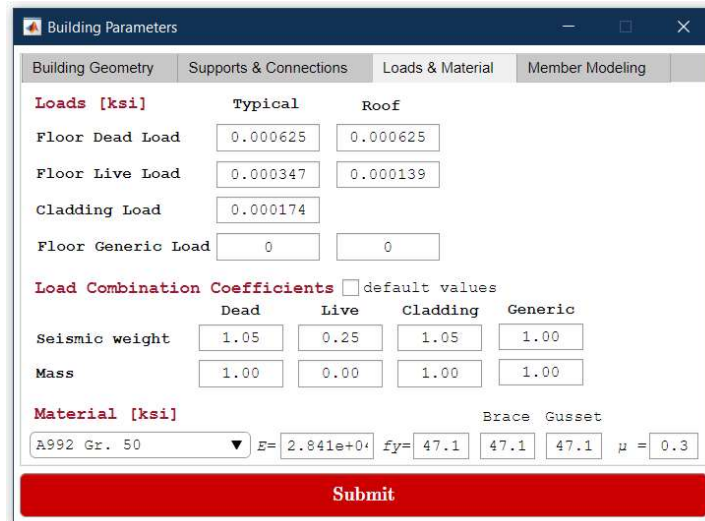 Building Parameters
Building Geometry Supports & Connections Loads & Material Member Modeling
Loads [ksi] Typical Roof
Floor Dead Load 0.000625 0.000625
Floor Live Load 0.000347 0.000139
Cladding Load 0.000174
Floor Generic Load 0 0
Load Combination Coefficients default values
Dead Live Cladding Generic
Seismic weight 1.05 0.25 1.05 1.00
Mass 1.00 0.00 1.00 1.00
Material [ksi] Brace Gusset
A992 Gr. 50 E= 2.841e+0 fy= 47.1 47.1 47.1 μ = 0.3
Submit